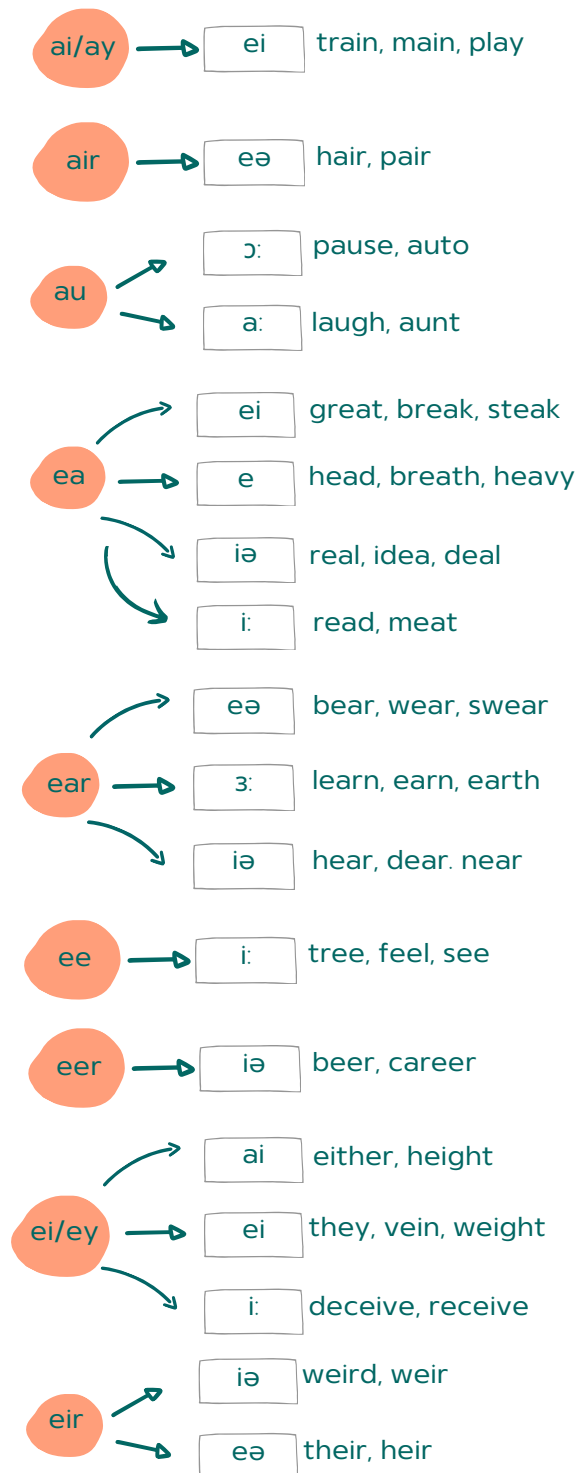 ai/ay ei train, main, play
air eə hair, pair
au
ɔː pause, auto
aː laugh, aunt
ea
ei great, break, steak
e head, breath, heavy
iə real, idea, deal
iː read, meat
ear
eə bear, wear, swear
ɜː learn, earn, earth
iə hear, dear. near
ee iː tree, feel, see
eer iə beer, career
ei/ey
ai either, height
ei they, vein, weight
iː deceive, receive
eir
iə weird, weir
eə their, heir